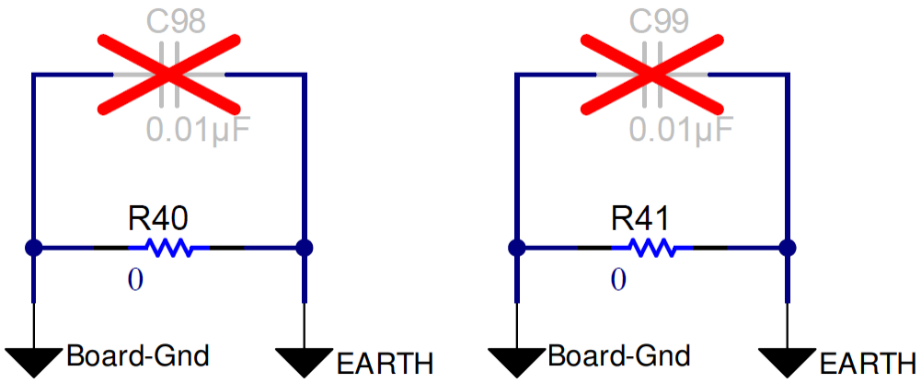 C98
C99
0.01µF
0.01µF
R40
R41
0
0
Board-Gnd
EARTH
Board-Gnd
EARTH